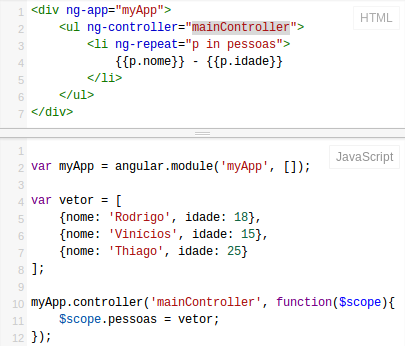 1 <div ng-app="myApp">
HTML
2 <ul ng-controller="mainController">
3 <li ng-repeat="p in pessoas">
4 {{p.nome}} - {{p.idade}}
5 </li>
6 </ul>
7 </div>
1
JavaScript
2 var myApp = angular.module('myApp', []);
3
4 var vetor = [
5 {nome: 'Rodrigo', idade: 18},
6 {nome: 'Vinícios', idade: 15},
7 {nome: 'Thiago', idade: 25}
8 ];
9
10 myApp.controller('mainController', function($scope){
11 $scope.pessoas = vetor;
12 });